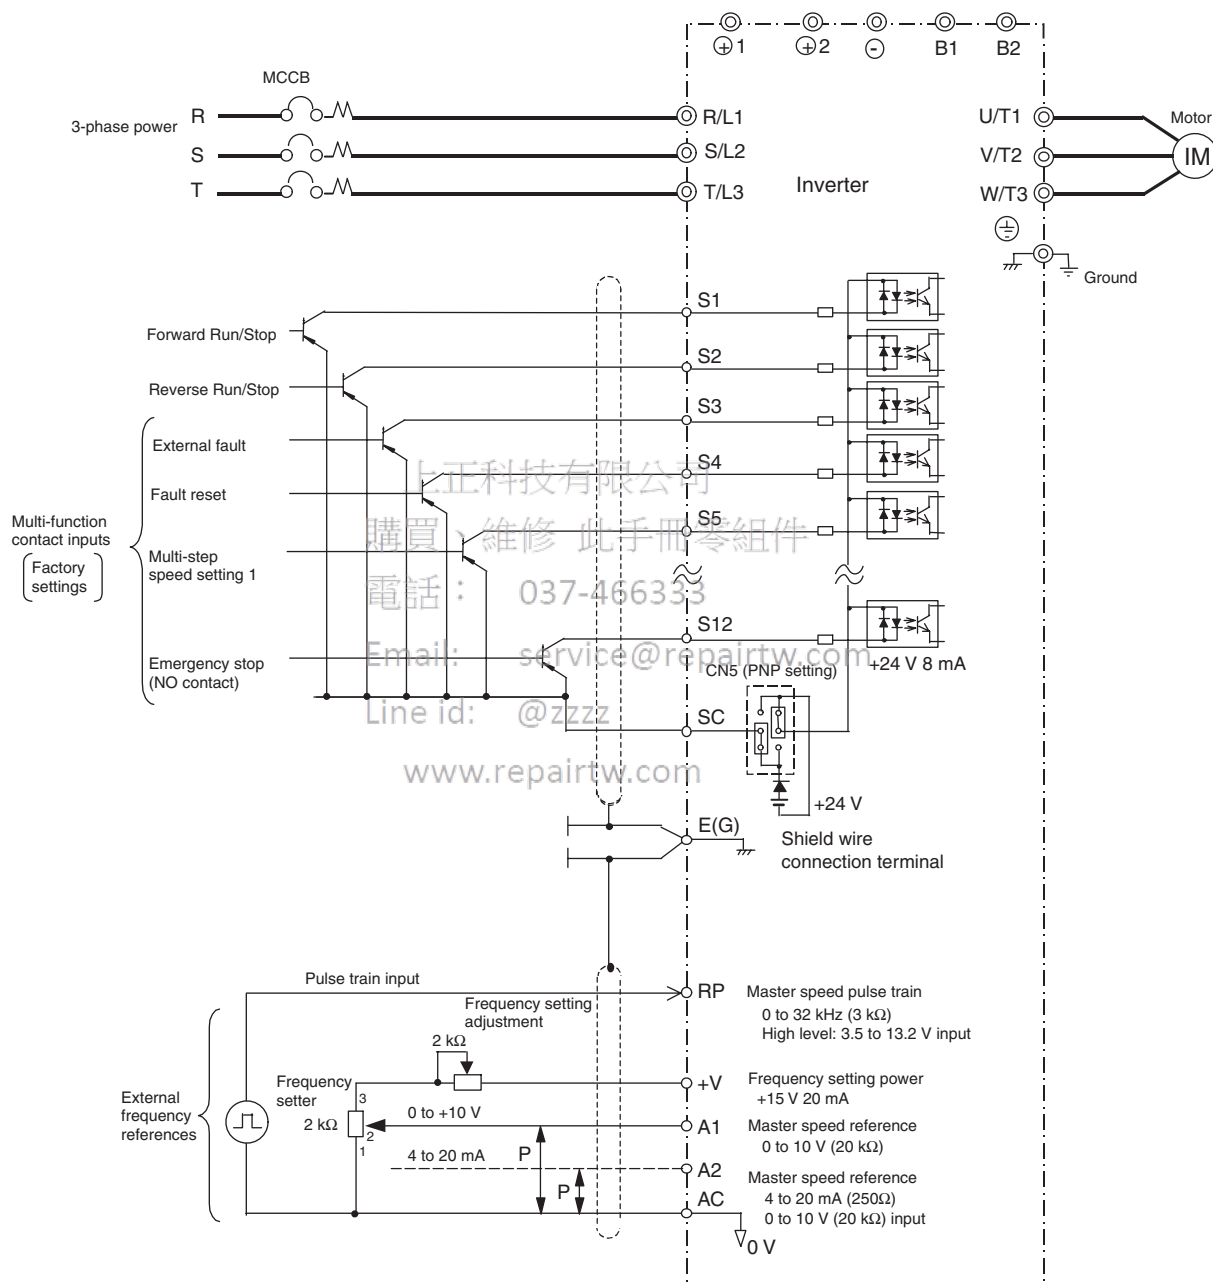 ⊕1
⊕2
⊖
B1
B2
MCCB
3-phase power
R
R/L1
U/T1
Motor
S
S/L2
Inverter
V/T2
IM
T
T/L3
W/T3
Ground
S1
Forward Run/Stop
S2
Reverse Run/Stop
S3
External fault
上正科技有限公司
S4
Fault reset
S5
購買、維修 此手冊零組件
Multi-function
contact inputs
Factory
settings
Multi-step
speed setting 1
電話： 037-466333
S12
Emergency stop
(NO contact)
Email: service@repairtw.com
+24 V 8 mA
CN5 (PNP setting)
Line id: @zzzz
SC
www.repairtw.com
+24 V
E(G)
Shield wire
connection terminal
Pulse train input
RP
Master speed pulse train
0 to 32 kHz (3 kΩ)
High level: 3.5 to 13.2 V input
Frequency setting
adjustment
2 kΩ
+V
Frequency setting power
+15 V 20 mA
External
frequency
references
Frequency
setter
3
2 kΩ
2
1
0 to +10 V
A1
Master speed reference
0 to 10 V (20 kΩ)
4 to 20 mA
P
A2
Master speed reference
4 to 20 mA (250Ω)
0 to 10 V (20 kΩ) input
P
AC
0 V